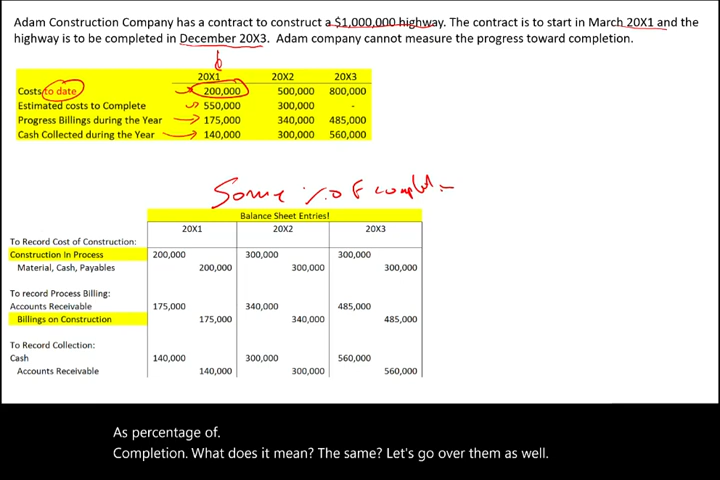 Adam Construction Company has a contract to construct a $1,000,000 highway. The contract is to start in March 20X1 and the
highway is to be completed in December 20X3. Adam company cannot measure the progress toward completion.
20X1 20X2 20X3
Costs to date 200,000 500,000 800,000
Estimated costs to Complete 550,000 300,000 -
Progress Billings during the Year 175,000 340,000 485,000
Cash Collected during the Year 140,000 300,000 560,000
Same % of
Balance Sheet Entries!
20X1 20X2 20X3
To Record Cost of Construction:
Construction In Process 200,000 300,000 300,000
Material, Cash, Payables 200,000 300,000 300,000
To record Process Billing:
Accounts Receivable 175,000 340,000 485,000
Billings on Construction 175,000 340,000 485,000
To Record Collection:
Cash 140,000 300,000 560,000
Accounts Receivable 140,000 300,000 560,000
As percentage of.
Completion. What does it mean? The same? Let's go over them as well.